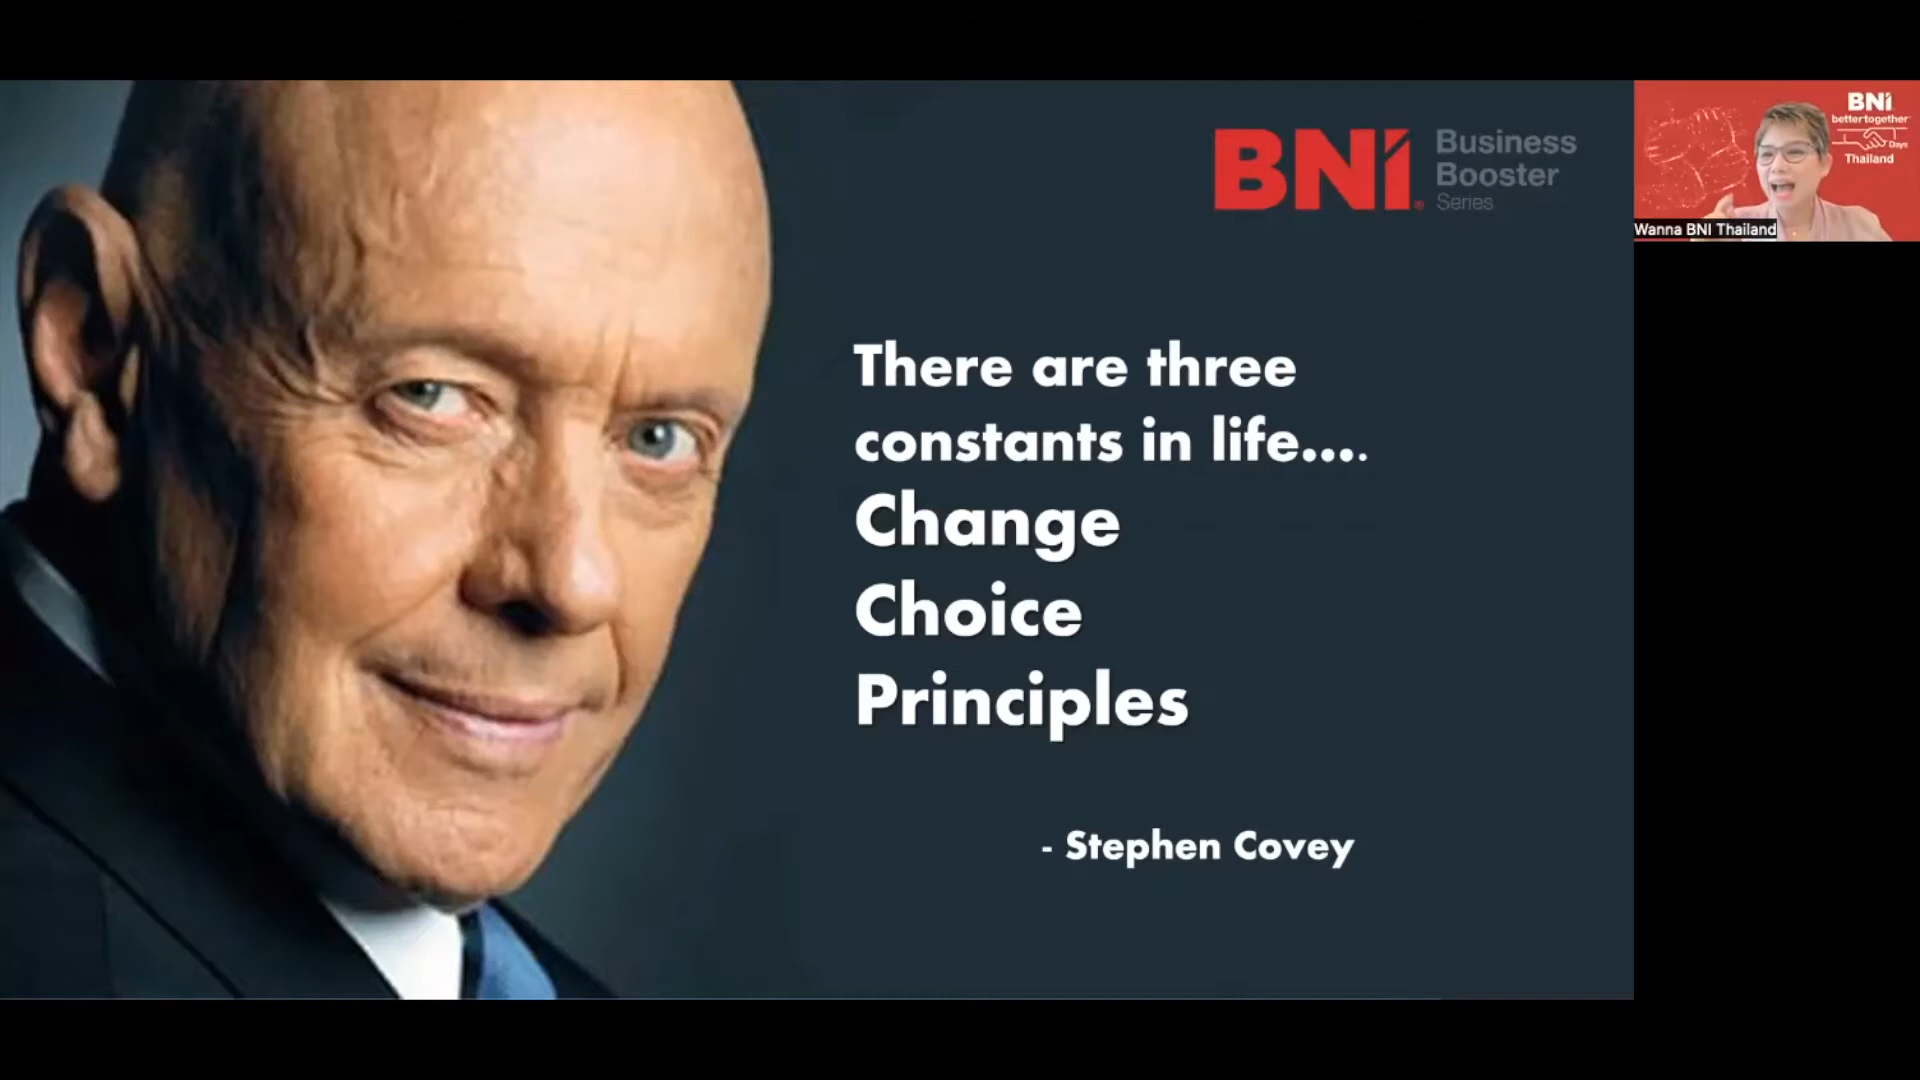 BNI® Business
Booster
Series
There are three
constants in life....
Change
Choice
Principles
- Stephen Covey
BNI
bettertogether
Days
Thailand
Wanna BNI Thailand